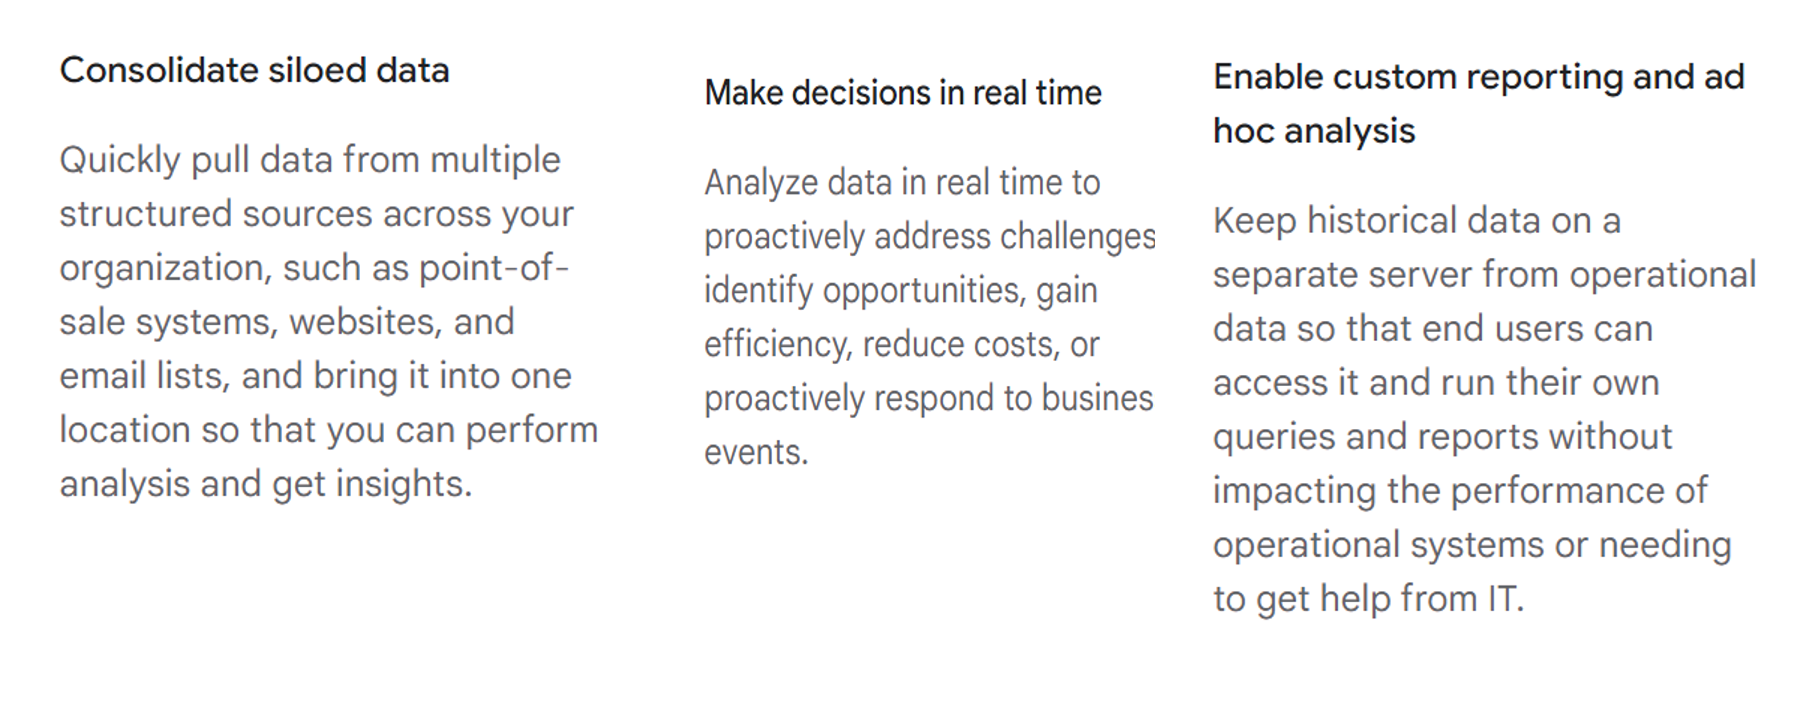 Consolidate siloed data
Quickly pull data from multiple
structured sources across your
organization, such as point-of-
sale systems, websites, and
email lists, and bring it into one
location so that you can perform
analysis and get insights.
Make decisions in real time
Analyze data in real time to
proactively address challenges
identify opportunities, gain
efficiency, reduce costs, or
proactively respond to busines
events.
Enable custom reporting and ad
hoc analysis
Keep historical data on a
separate server from operational
data so that end users can
access it and run their own
queries and reports without
impacting the performance of
operational systems or needing
to get help from IT.